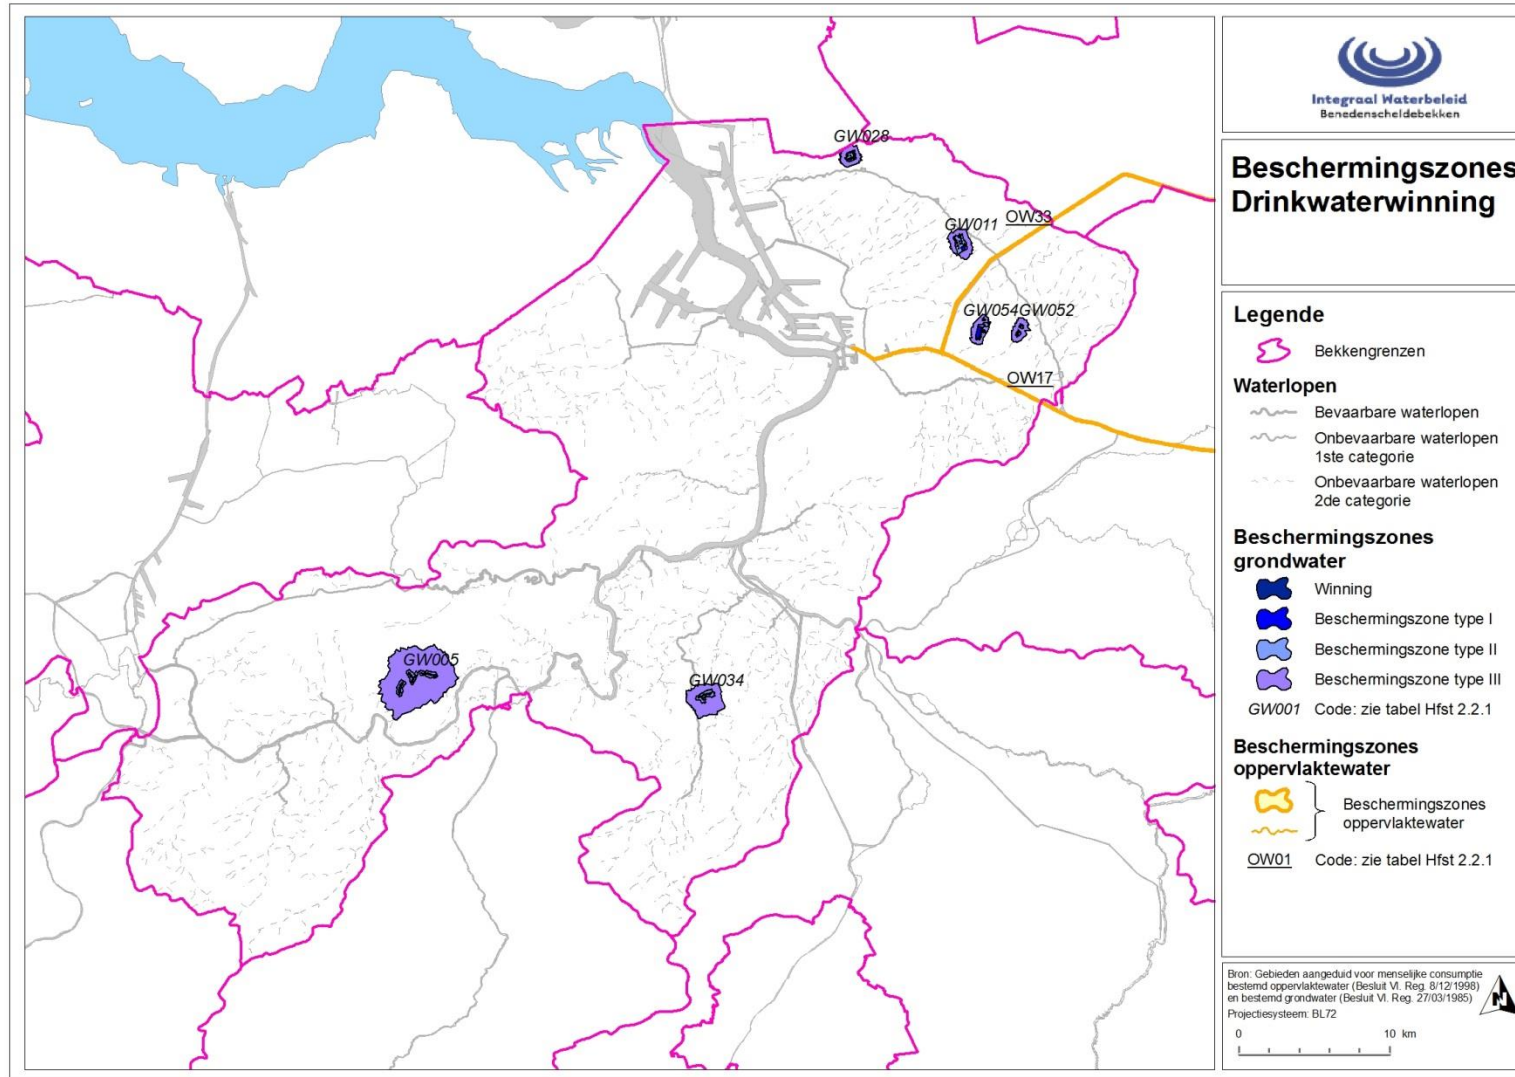 GW028
GW011
OW33
GW054
GW052
OW17
GW005
GW034
Integraal Waterbeleid
Benedenscheldebekken
Beschermingszones
Drinkwaterwinning
Legende
Bekkengrenzen
Waterlopen
Bevaarbare waterlopen
Onbevaarbare waterlopen
1ste categorie
Onbevaarbare waterlopen
2de categorie
Beschermingszones
grondwater
Winning
Beschermingszone type I
Beschermingszone type II
Beschermingszone type III
GW001 Code: zie tabel Hfst 2.2.1
Beschermingszones
oppervlaktewater
Beschermingszones
oppervlaktewater
OW01 Code: zie tabel Hfst 2.2.1
Bron: Gebieden aangeduid voor menselijke consumptie
bestemd oppervlaktewater (Besluit Vl. Reg. 8/12/1998)
en bestemd grondwater (Besluit Vl. Reg. 27/03/1985)
Projectiesysteem: BL72
N
0 10 km